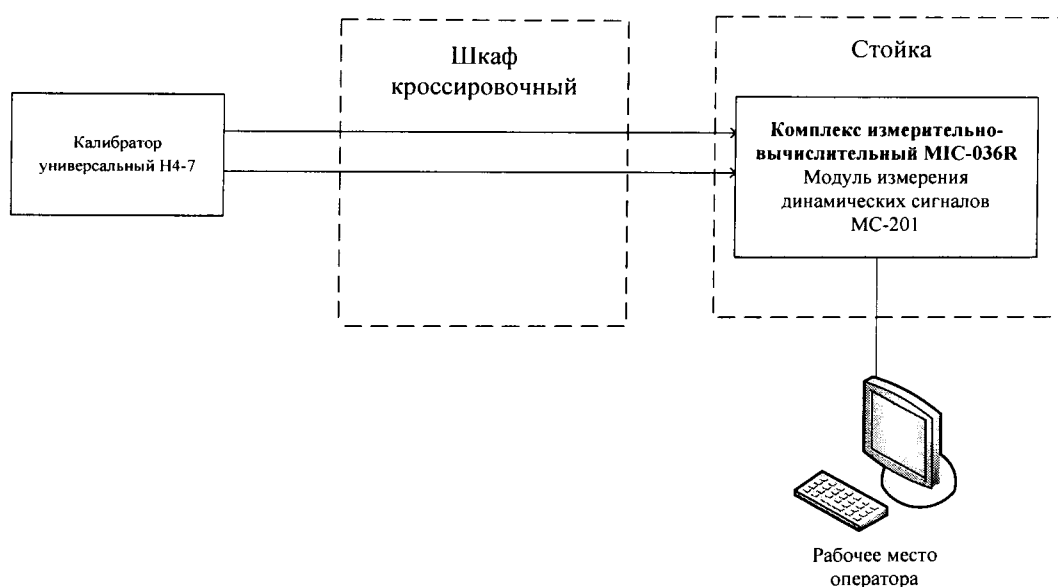 Шкаф
кроссировочный
Стойка
Калибратор
универсальный Н4-7
Комплекс измерительно-
вычислительный MIC-036R
Модуль измерения
динамических сигналов
МС-201
Рабочее место
оператора